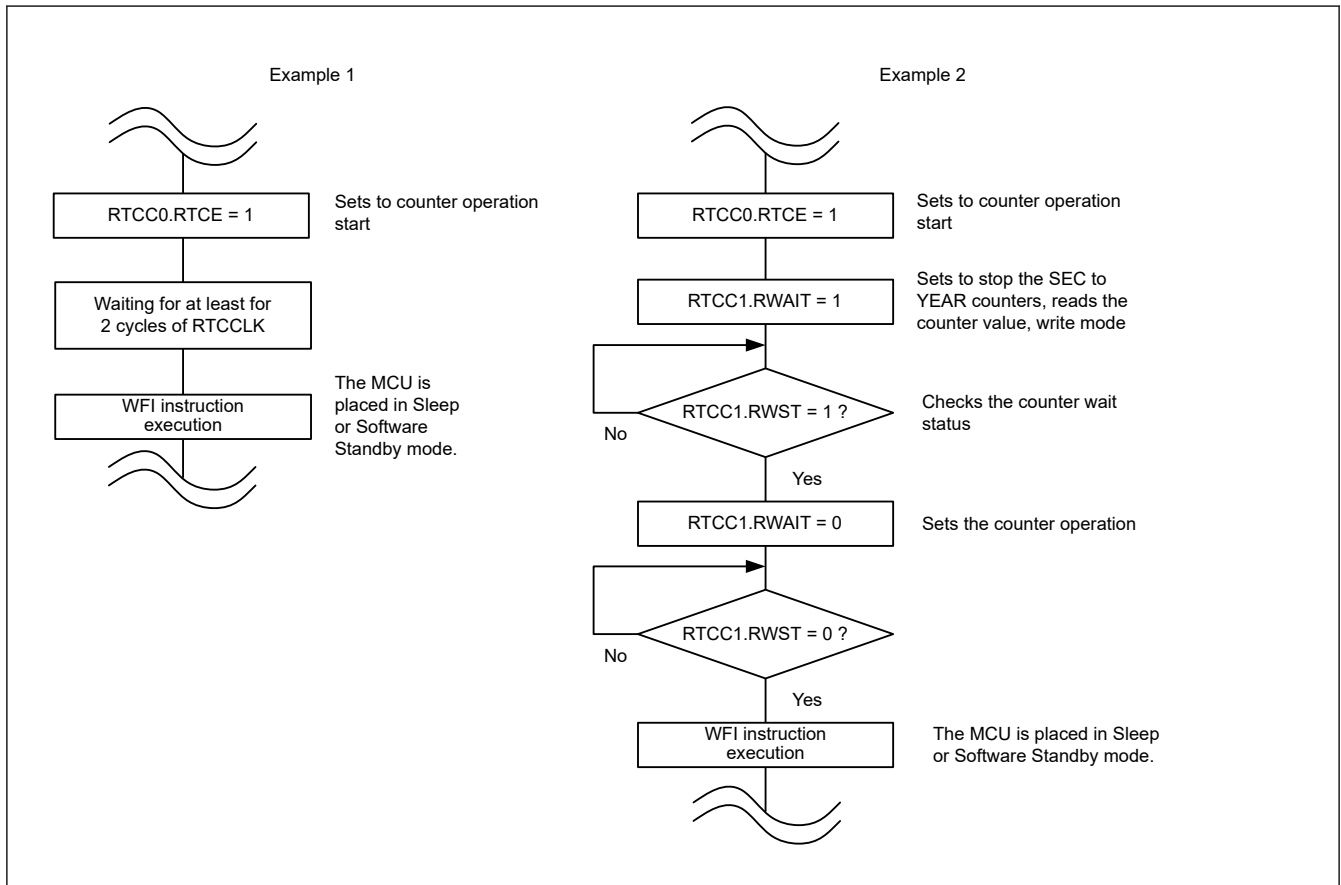 Example 1
RTCC0.RTCE = 1
Sets to counter operation
start
Waiting for at least for
2 cycles of RTCCLK
WFI instruction
execution
The MCU is
placed in Sleep
or Software
Standby mode.
Example 2
RTCC0.RTCE = 1
Sets to counter operation
start
RTCC1.RWAIT = 1
Sets to stop the SEC to
YEAR counters, reads the
counter value, write mode
RTCC1.RWST = 1 ?
Checks the counter wait
status
No
Yes
RTCC1.RWAIT = 0
Sets the counter operation
RTCC1.RWST = 0 ?
No
Yes
WFI instruction
execution
The MCU is placed in Sleep
or Software Standby mode.